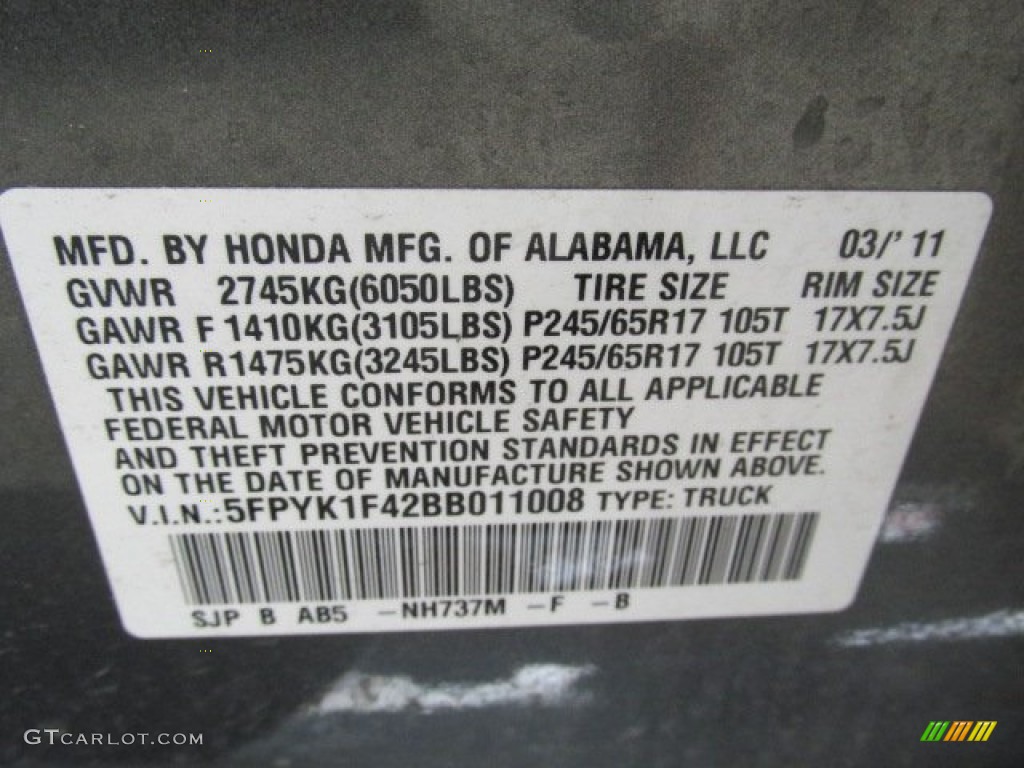 MFD. BY HONDA MFG. OF ALABAMA, LLC 03/'11
GVWR 2745KG(6050LBS) TIRE SIZE RIM SIZE
GAWR F 1410KG(3105LBS) P245/65R17 105T 17X7.5J
GAWR R1475KG(3245LBS) P245/65R17 105T 17X7.5J
THIS VEHICLE CONFORMS TO ALL APPLICABLE
FEDERAL MOTOR VEHICLE SAFETY
AND THEFT PREVENTION STANDARDS IN EFFECT
ON THE DATE OF MANUFACTURE SHOWN ABOVE.
V.I.N.:5FPYK1F42BB011008 TYPE: TRUCK
SJP B AB5 -NH737M -F -B
GTCARLOT.COM